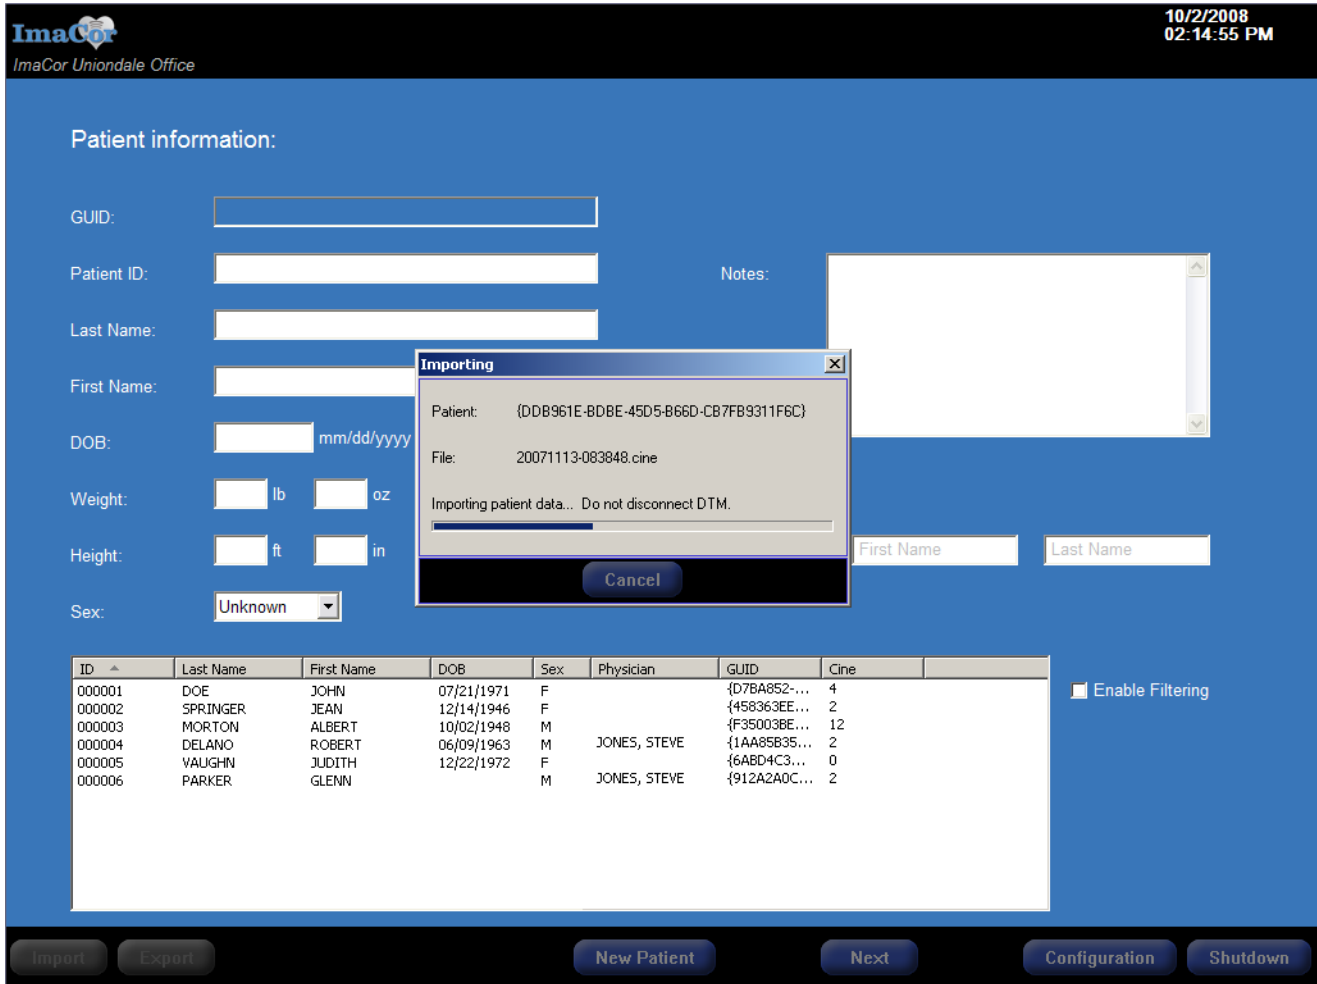 10/2/2008
ImaCor 02:14:55 PM
ImaCor Uniondale Office
Patient information:
GUID:
Patient ID: Notes:
Last Name:
Importing
First Name:
Patient: {DDB961E-BDBE-45D5-B66D-CB7FB9311F6C}
DOB: mm/dd/yyyy
File: 20071113-083848.cine
Weight: lb oz
Importing patient data... Do not disconnect DTM.
Height: ft in First Name Last Name
Cancel
Sex: Unknown
ID Last Name First Name DOB Sex Physician GUID Cine
000001 DOE JOHN 07/21/1971 F {D7BA852-... 4
000002 SPRINGER JEAN 12/14/1946 F {458363EE... 2
000003 MORTON ALBERT 10/02/1948 M {F35003BE... 12
000004 DELANO ROBERT 06/09/1963 M JONES, STEVE {1AA85B35... 2
000005 VAUGHN JUDITH 12/22/1972 F {6ABD4C3... 0
000006 PARKER GLENN M JONES, STEVE {912A2A0C... 2
Enable Filtering
Import Export New Patient Next Configuration Shutdown